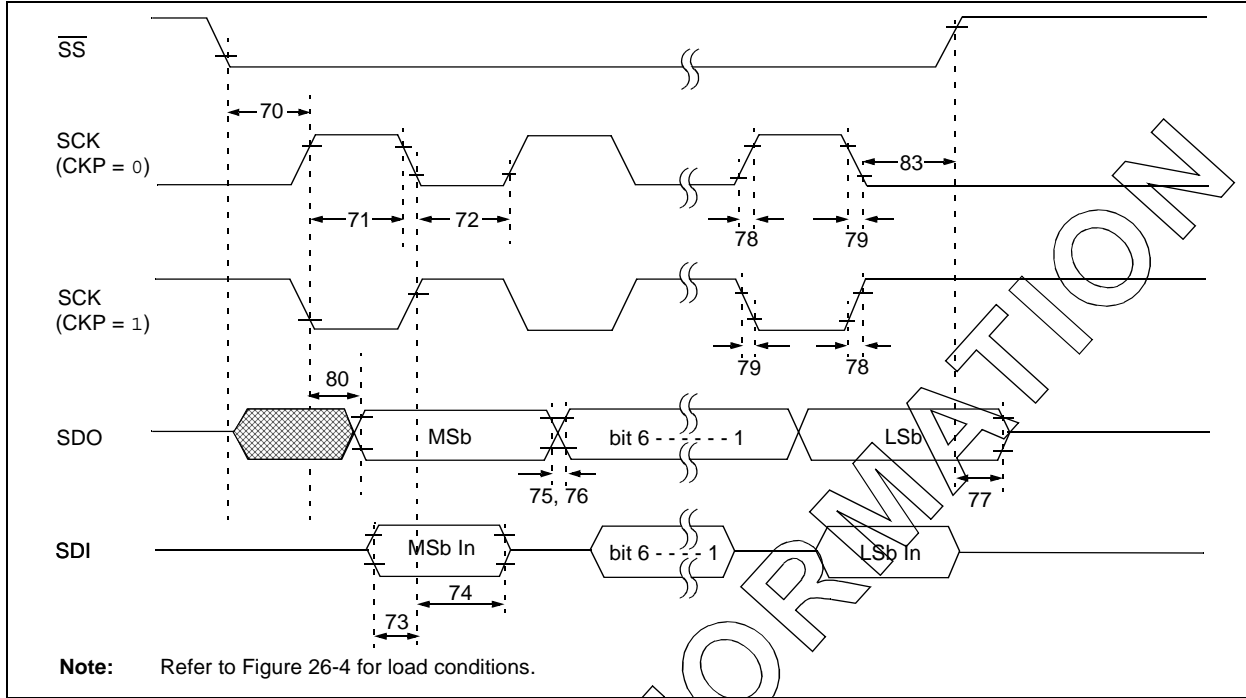 SS
70
SCK
(CKP = 0)
83
71
72
78
79
SCK
(CKP = 1)
79
78
80
SDO
MSb
bit 6 - - - - - - 1
LSb
75, 76
77
SDI
MSb In
bit 6 - - - - 1
LSb In
74
73
Note: Refer to Figure 26-4 for load conditions.
ORMATION